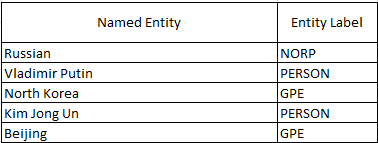 Named Entity Entity Label
Russian NORP
Vladimir Putin PERSON
North Korea GPE
Kim Jong Un PERSON
Beijing GPE